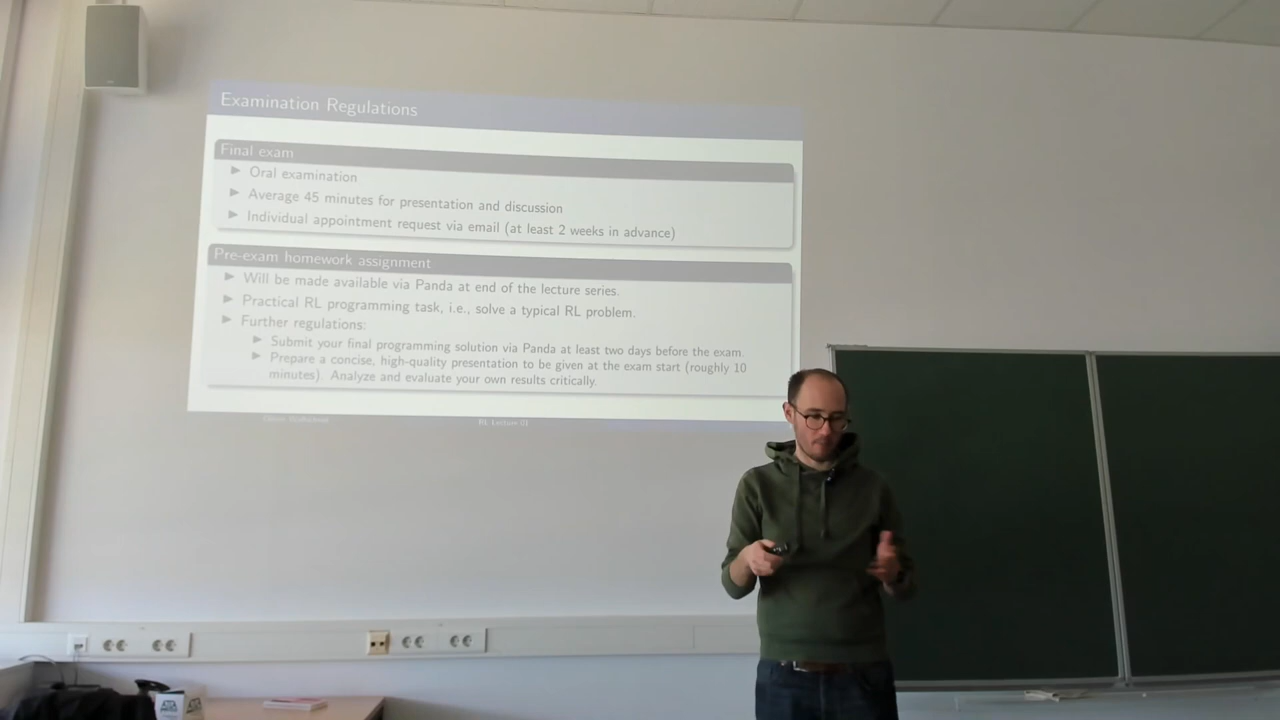 Examination Regulations
Final exam
Oral examination
Average 45 minutes for presentation and discussion
Individual appointment request via email (at least 2 weeks in advance)
Pre-exam homework assignment
Will be made available via Panda at end of the lecture series.
Practical RL programming task, i.e., solve a typical RL problem.
Further regulations:
Submit your final programming solution via Panda at least two days before the exam.
Prepare a concise, high-quality presentation to be given at the exam start (roughly 10
minutes). Analyze and evaluate your own results critically.
RL Lecture 01